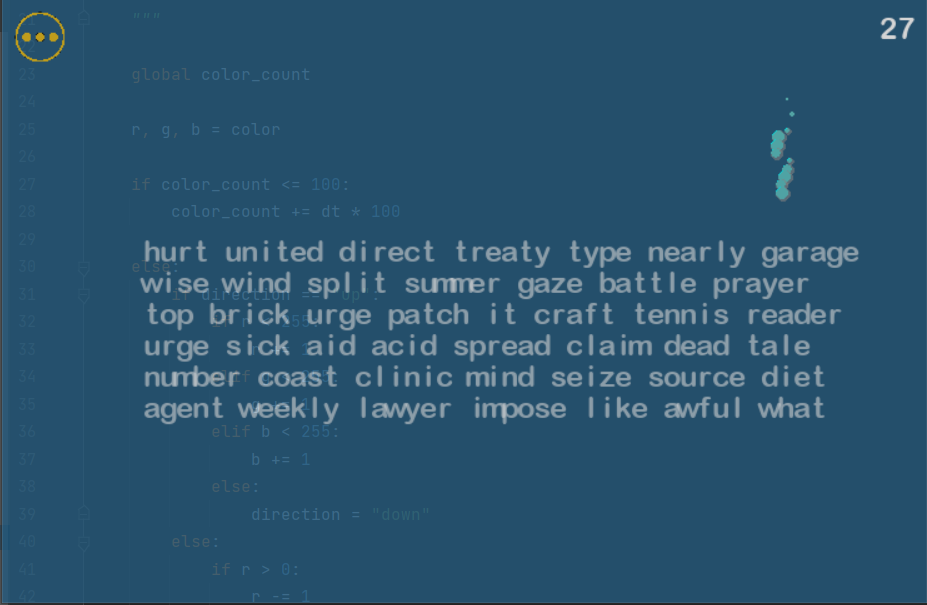 27
"""
23 global color_count
24
25 r, g, b = color
26
27 if color_count <= 100:
28 color_count += dt * 100
29
hurt united direct treaty type nearly garage
30 else:
wise wind split summer gaze battle prayer
31 if direction == "up":
top brick urge patch it craft tennis reader
32 if r 255:
urge sick aid acid spread claim dead tale
33
number coast clinic mind seize source diet
34 elif
agent weekly lawyer impose like awful what
35
36 elif b < 255:
37 b += 1
38 else:
39 direction = "down"
40 else:
41 if r > 0:
42 r -= 1